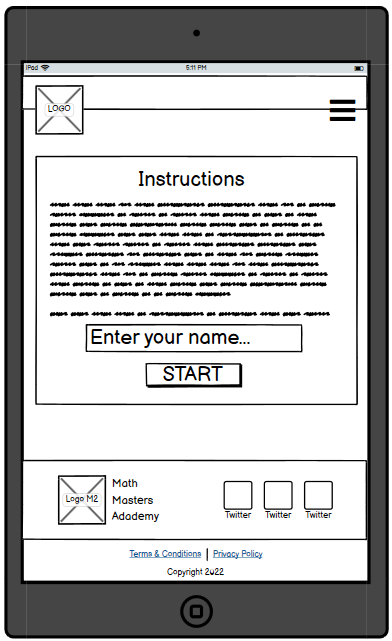 iPad 5:11 PM
LOGO
Instructions
Enter your name...
START
Logo M2
Math
Masters
Adademy
Twitter Twitter Twitter
Terms & Conditions | Privacy Policy
Copyright 2022